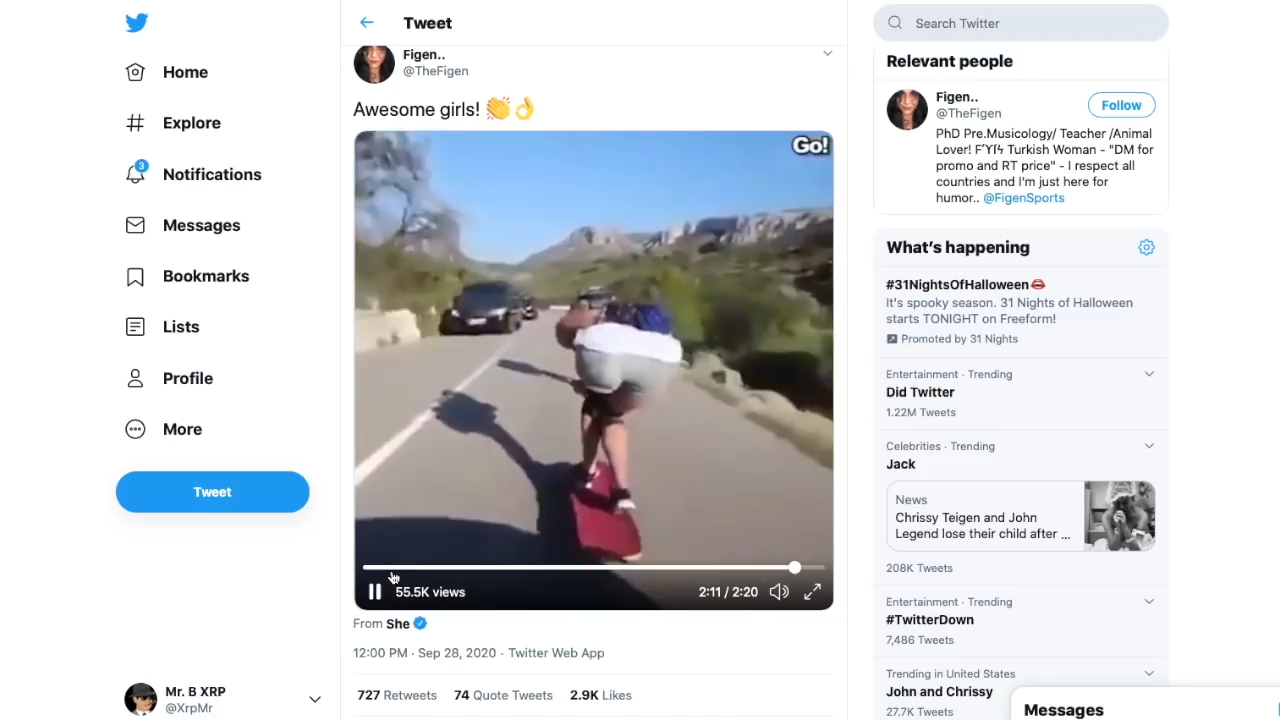 Home
Explore
3
Notifications
Messages
Bookmarks
Lists
Profile
More
Tweet
Mr. B XRP
@XrpMr
Tweet
Figen..
@TheFigen
Awesome girls! 👏👌
Go!
55.5K views
2:11 / 2:20
From She
12:00 PM · Sep 28, 2020 · Twitter Web App
727 Retweets 74 Quote Tweets 2.9K Likes
Search Twitter
Relevant people
Figen..
@TheFigen
Follow
PhD Pre.Musicology/ Teacher /Animal
Turkish Woman - "DM for
promo and RT price" - I respect all
countries and I'm just here for
humor.. @FigenSports
What's happening
#31NightsOfHalloween
It's spooky season. 31 Nights of Halloween
starts TONIGHT on Freeform!
Promoted by 31 Nights
Entertainment · Trending
Did Twitter
1.22M Tweets
Celebrities · Trending
Jack
News
Chrissy Teigen and John
Legend lose their child after ...
208K Tweets
Entertainment · Trending
#TwitterDown
7,486 Tweets
Trending in United States
John and Chrissy
27.7K Tweets
Messages